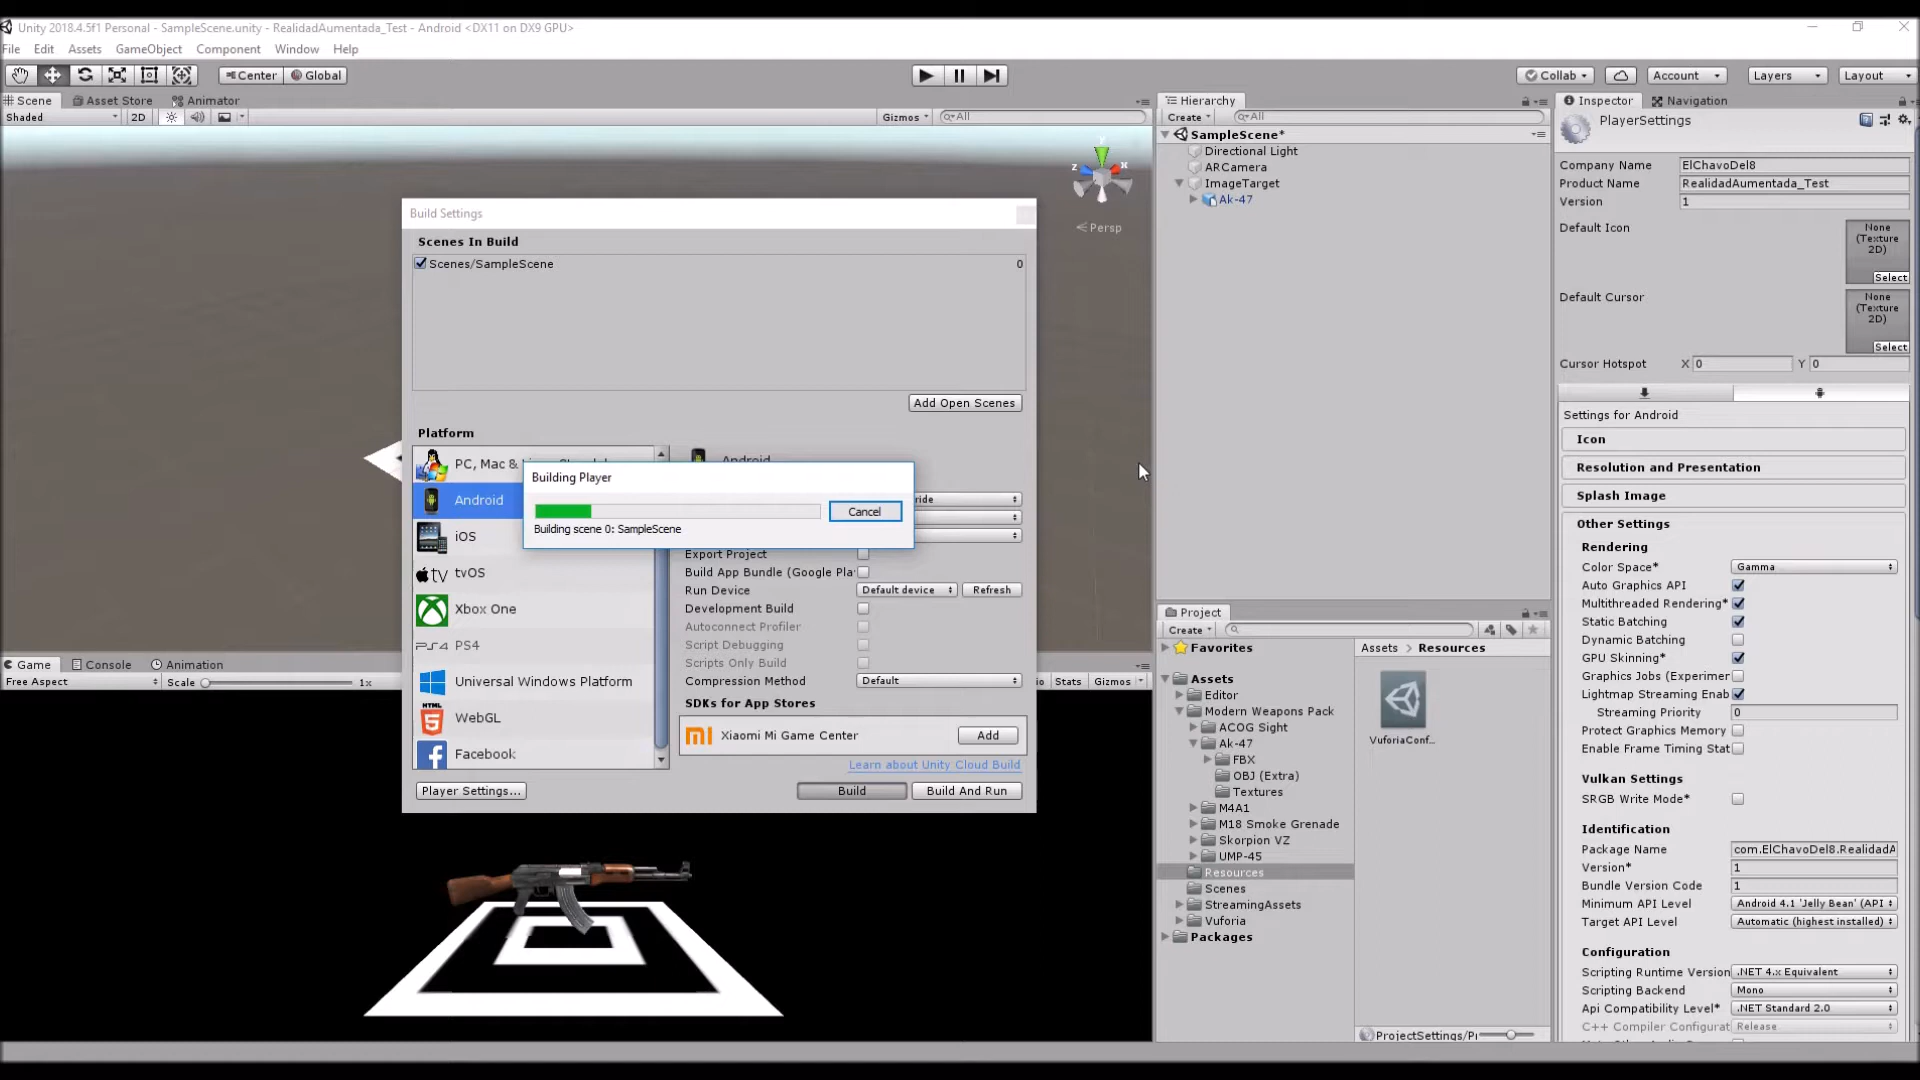 Unity 2018.4.5f1 Personal - SampleScene.unity - RealidadAumentada_Test - Android <DX11 on DX9 GPU>
File Edit Assets GameObject Component Window Help
Center Global Collab Account Layers Layout
Scene Asset Store Animator
Shaded 2D Gizmos All
z y x
Persp
Build Settings
Scenes In Build
Scenes/SampleScene 0
Add Open Scenes
Platform
PC, Mac &
Android
iOS
tv tvOS
Xbox One
PS4
Universal Windows Platform
HTML 5 WebGL
Facebook
Player Settings...
Android
ride
Building Player
Cancel
Building scene 0: SampleScene
Export Project
Build App Bundle (Google Pla
Run Device Default device Refresh
Development Build
Autoconnect Profiler
Script Debugging
Scripts Only Build
Compression Method Default
SDKs for App Stores
mi Xiaomi Mi Game Center Add
Learn about Unity Cloud Build
Build Build And Run
Game Console Animation
Free Aspect Scale 1x io Stats Gizmos
Hierarchy
Create All
SampleScene*
Directional Light
ARCamera
ImageTarget
Ak-47
Project
Create
Favorites
Assets
Editor
Modern Weapons Pack
ACOG Sight
Ak-47
FBX
OBJ (Extra)
Textures
M4A1
M18 Smoke Grenade
Skorpion VZ
UMP-45
Resources
Scenes
StreamingAssets
Vuforia
Packages
Assets > Resources
VuforiaConf...
ProjectSettings/P
Inspector Navigation
PlayerSettings
Company Name ElChavoDel8
Product Name RealidadAumentada_Test
Version 1
Default Icon None (Texture 2D) Select
Default Cursor None (Texture 2D) Select
Cursor Hotspot X 0 Y 0
Settings for Android
Icon
Resolution and Presentation
Splash Image
Other Settings
Rendering
Color Space* Gamma
Auto Graphics API
Multithreaded Rendering*
Static Batching
Dynamic Batching
GPU Skinning*
Graphics Jobs (Experimer
Lightmap Streaming Enab
Streaming Priority 0
Protect Graphics Memory
Enable Frame Timing Stat
Vulkan Settings
SRGB Write Mode*
Identification
Package Name com.ElChavoDel8.RealidadA
Version* 1
Bundle Version Code 1
Minimum API Level Android 4.1 'Jelly Bean' (API
Target API Level Automatic (highest installed)
Configuration
Scripting Runtime Version .NET 4.x Equivalent
Scripting Backend Mono
Api Compatibility Level* .NET Standard 2.0
C++ Compiler Configurat Release